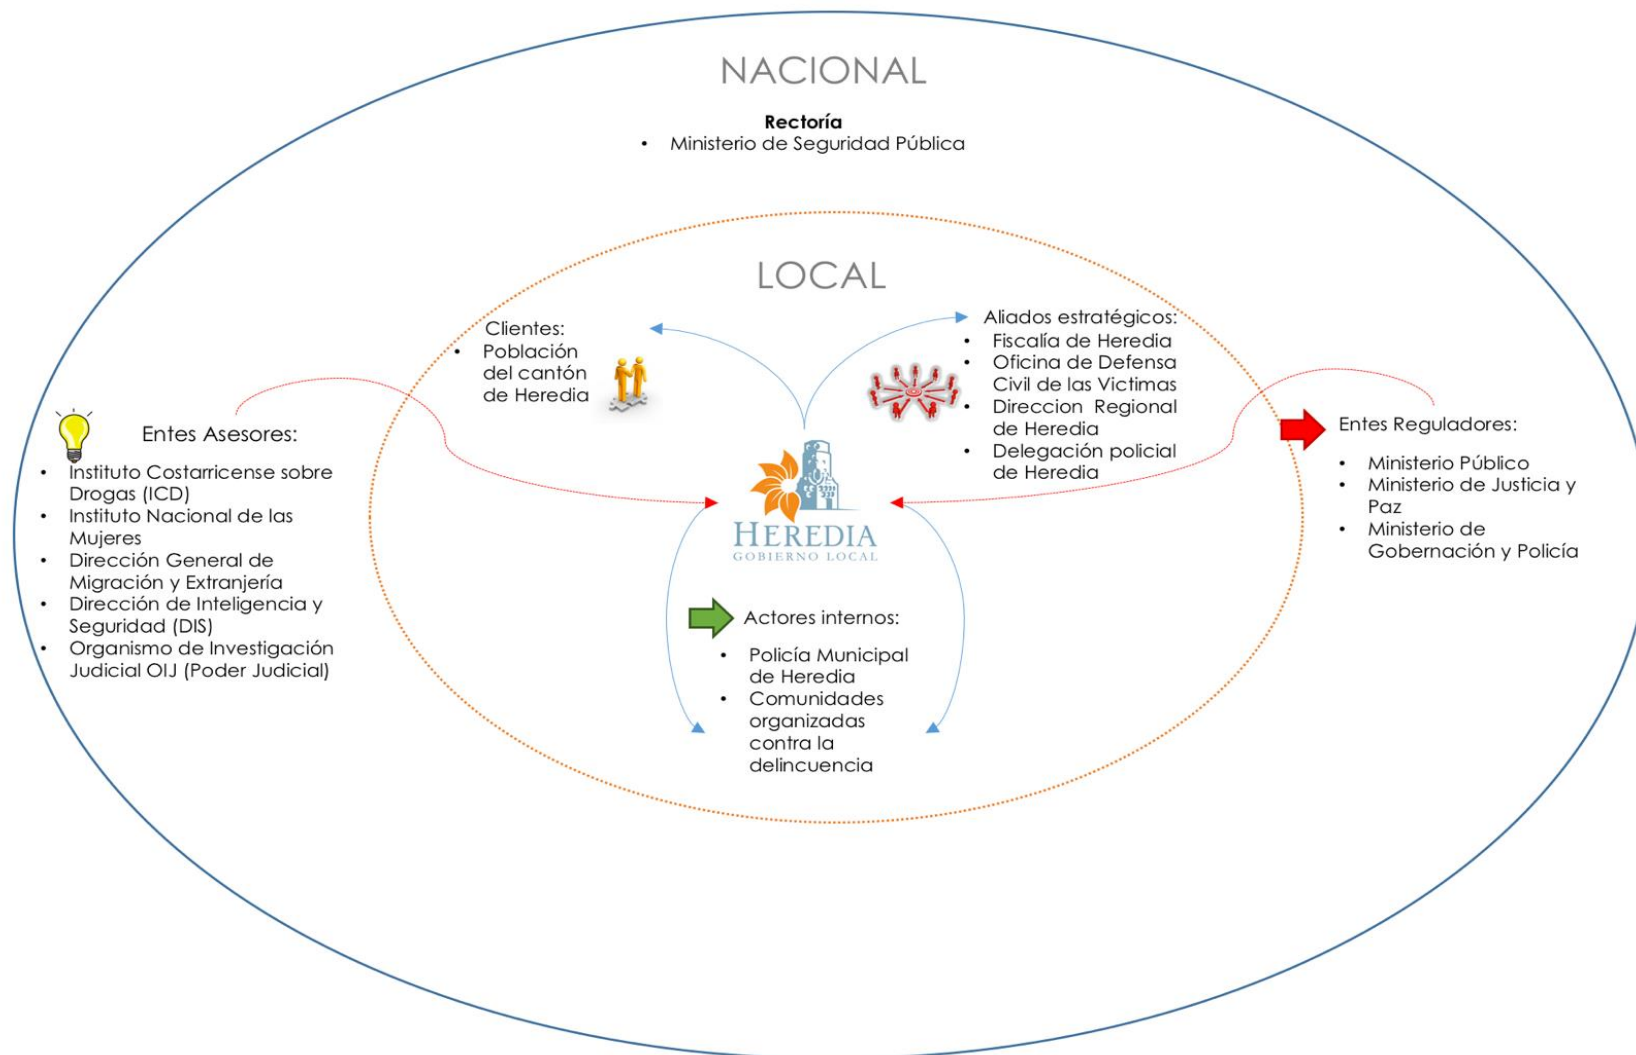 NACIONAL
Rectoría
• Ministerio de Seguridad Pública
LOCAL
Clientes:
• Población
del cantón
de Heredia
Aliados estratégicos:
• Fiscalía de Heredia
• Oficina de Defensa
Civil de las Victimas
• Direccion Regional
de Heredia
• Delegación policial
de Heredia
Entes Asesores:
• Instituto Costarricense sobre
Drogas (ICD)
• Instituto Nacional de las
Mujeres
• Dirección General de
Migración y Extranjería
• Dirección de Inteligencia y
Seguridad (DIS)
• Organismo de Investigación
Judicial OIJ (Poder Judicial)
HEREDIA
GOBIERNO LOCAL
Entes Reguladores:
• Ministerio Público
• Ministerio de Justicia y
Paz
• Ministerio de
Gobernación y Policía
Actores internos:
• Policía Municipal
de Heredia
• Comunidades
organizadas
contra la
delincuencia